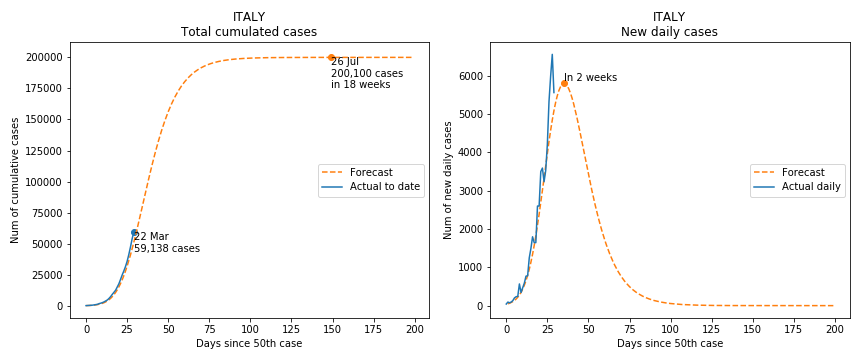 ITALY
Total cumulated cases
Num of cumulative cases
200000
175000
150000
125000
100000
75000
50000
25000
0
26 Jul
200,100 cases
in 18 weeks
22 Mar
59,138 cases
Forecast
Actual to date
0 25 50 75 100 125 150 175 200
Days since 50th case
ITALY
New daily cases
Num of new daily cases
6000
5000
4000
3000
2000
1000
0
In 2 weeks
Forecast
Actual daily
0 25 50 75 100 125 150 175 200
Days since 50th case